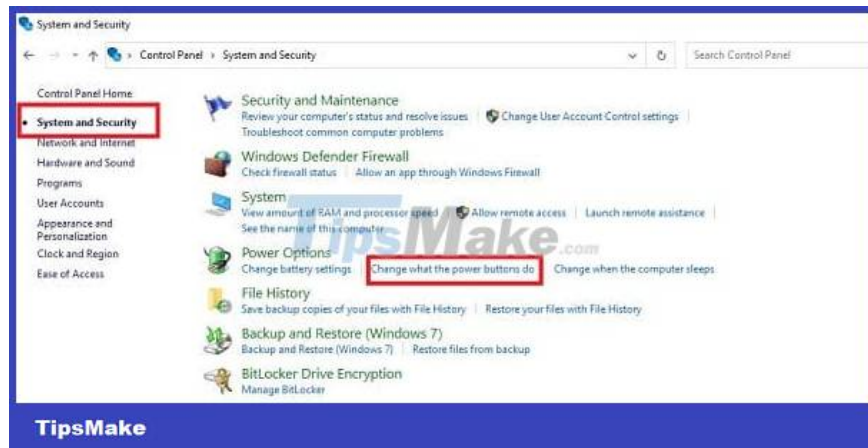 System and Security
Control Panel > System and Security
Search Control Panel
Control Panel Home
System and Security
Network and Internet
Hardware and Sound
Programs
User Accounts
Appearance and
Personalization
Clock and Region
Ease of Access
Security and Maintenance
Review your computer's status and resolve issues | Change User Account Control settings |
Troubleshoot common computer problems
Windows Defender Firewall
Check firewall status | Allow an app through Windows Firewall
System
View amount of RAM and processor speed | Allow remote access | Launch remote assistance |
See the name of this computer
Power Options
Change battery settings | Change what the power buttons do | Change when the computer sleeps
File History
Save backup copies of your files with File History | Restore your files with File History
Backup and Restore (Windows 7)
Backup and Restore (Windows 7) | Restore files from backup
BitLocker Drive Encryption
Manage BitLocker
TipsMake.com
TipsMake